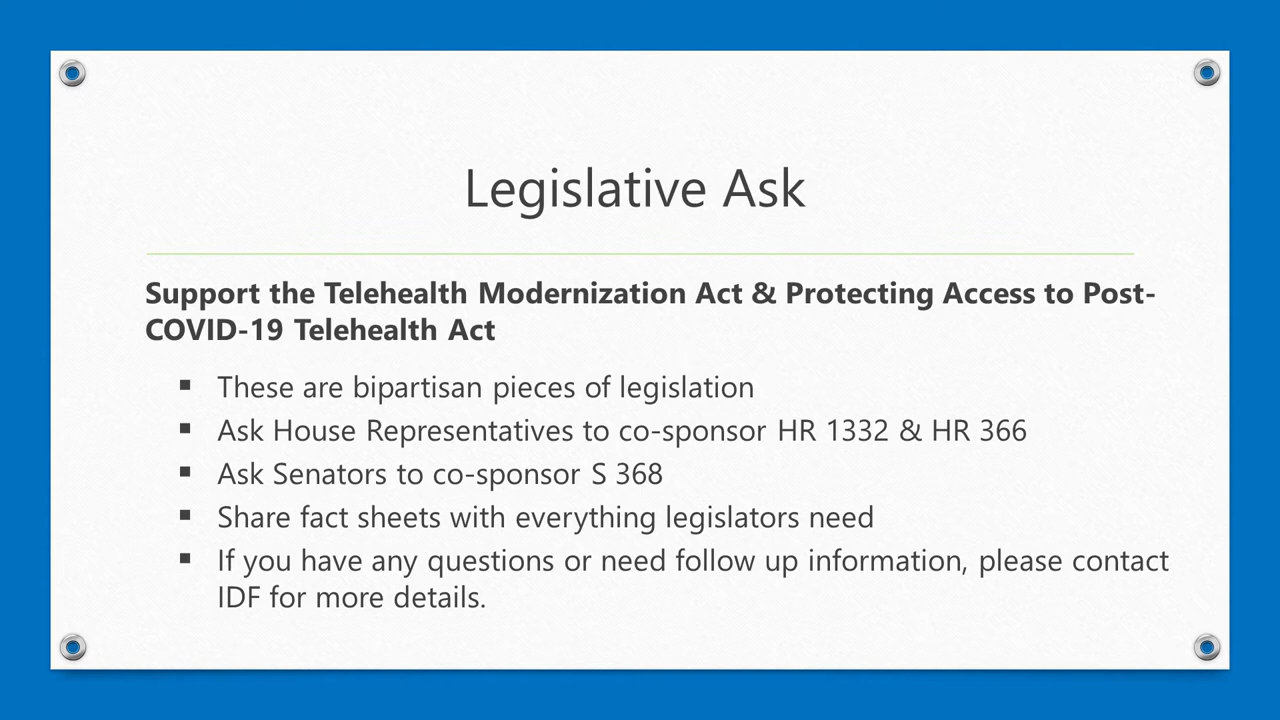 Legislative Ask
Support the Telehealth Modernization Act & Protecting Access to Post-
COVID-19 Telehealth Act
▪ These are bipartisan pieces of legislation
▪ Ask House Representatives to co-sponsor HR 1332 & HR 366
▪ Ask Senators to co-sponsor S 368
▪ Share fact sheets with everything legislators need
▪ If you have any questions or need follow up information, please contact
IDF for more details.